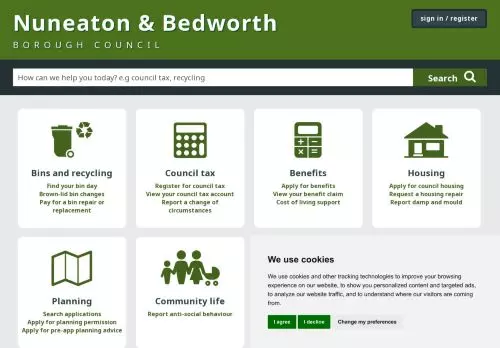 Nuneaton & Bedworth
BOROUGH COUNCIL
sign in / register
How can we help you today? e.g council tax, recycling
Search
Bins and recycling
Find your bin day
Brown-lid bin changes
Pay for a bin repair or
replacement
Council tax
Register for council tax
View your council tax account
Report a change of
circumstances
Benefits
Apply for benefits
View your benefit claim
Cost of living support
Housing
Apply for council housing
Request a housing repair
Report damp and mould
Planning
Search applications
Apply for planning permission
Apply for pre-app planning advice
Community life
Report anti-social behaviour
We use cookies
We use cookies and other tracking technologies to improve your browsing
experience on our website, to show you personalized content and targeted ads,
to analyze our website traffic, and to understand where our visitors are coming
from.
I agree
I decline
Change my preferences